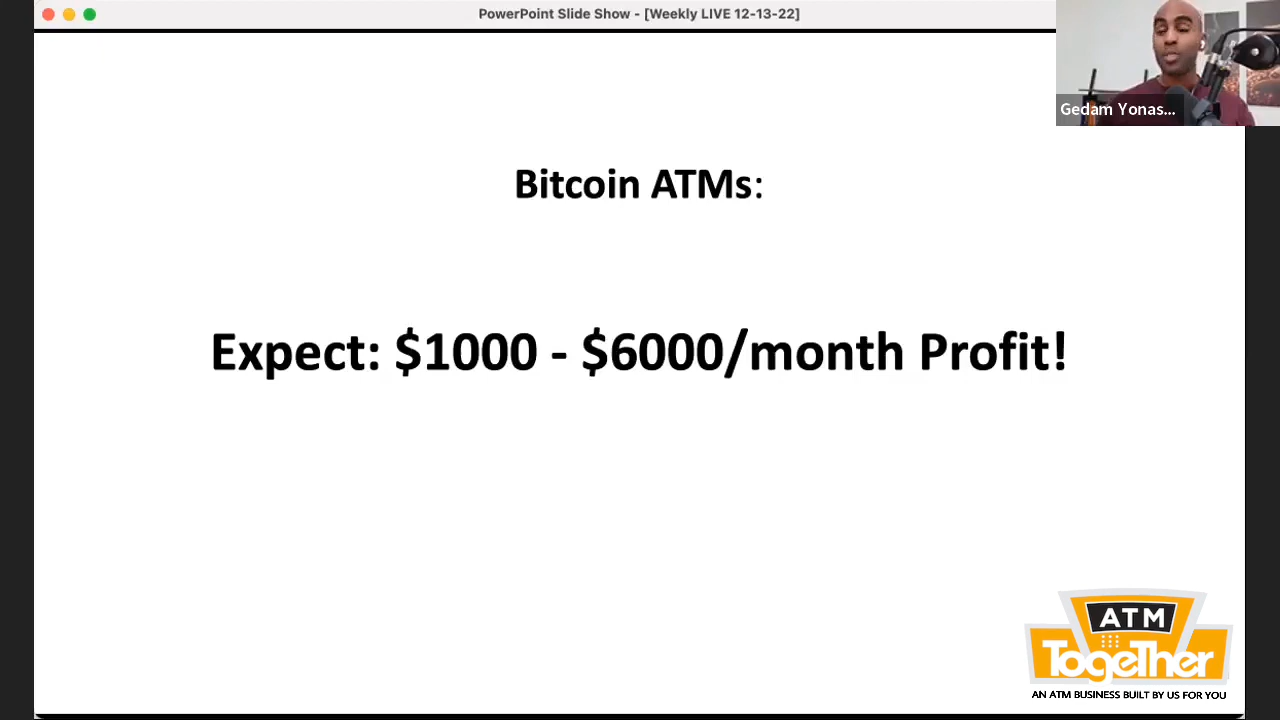 PowerPoint Slide Show - [Weekly LIVE 12-13-22]
Gedam Yonas...
Bitcoin ATMs:
Expect: $1000 - $6000/month Profit!
ATM
Together
AN ATM BUSINESS BUILT BY US FOR YOU